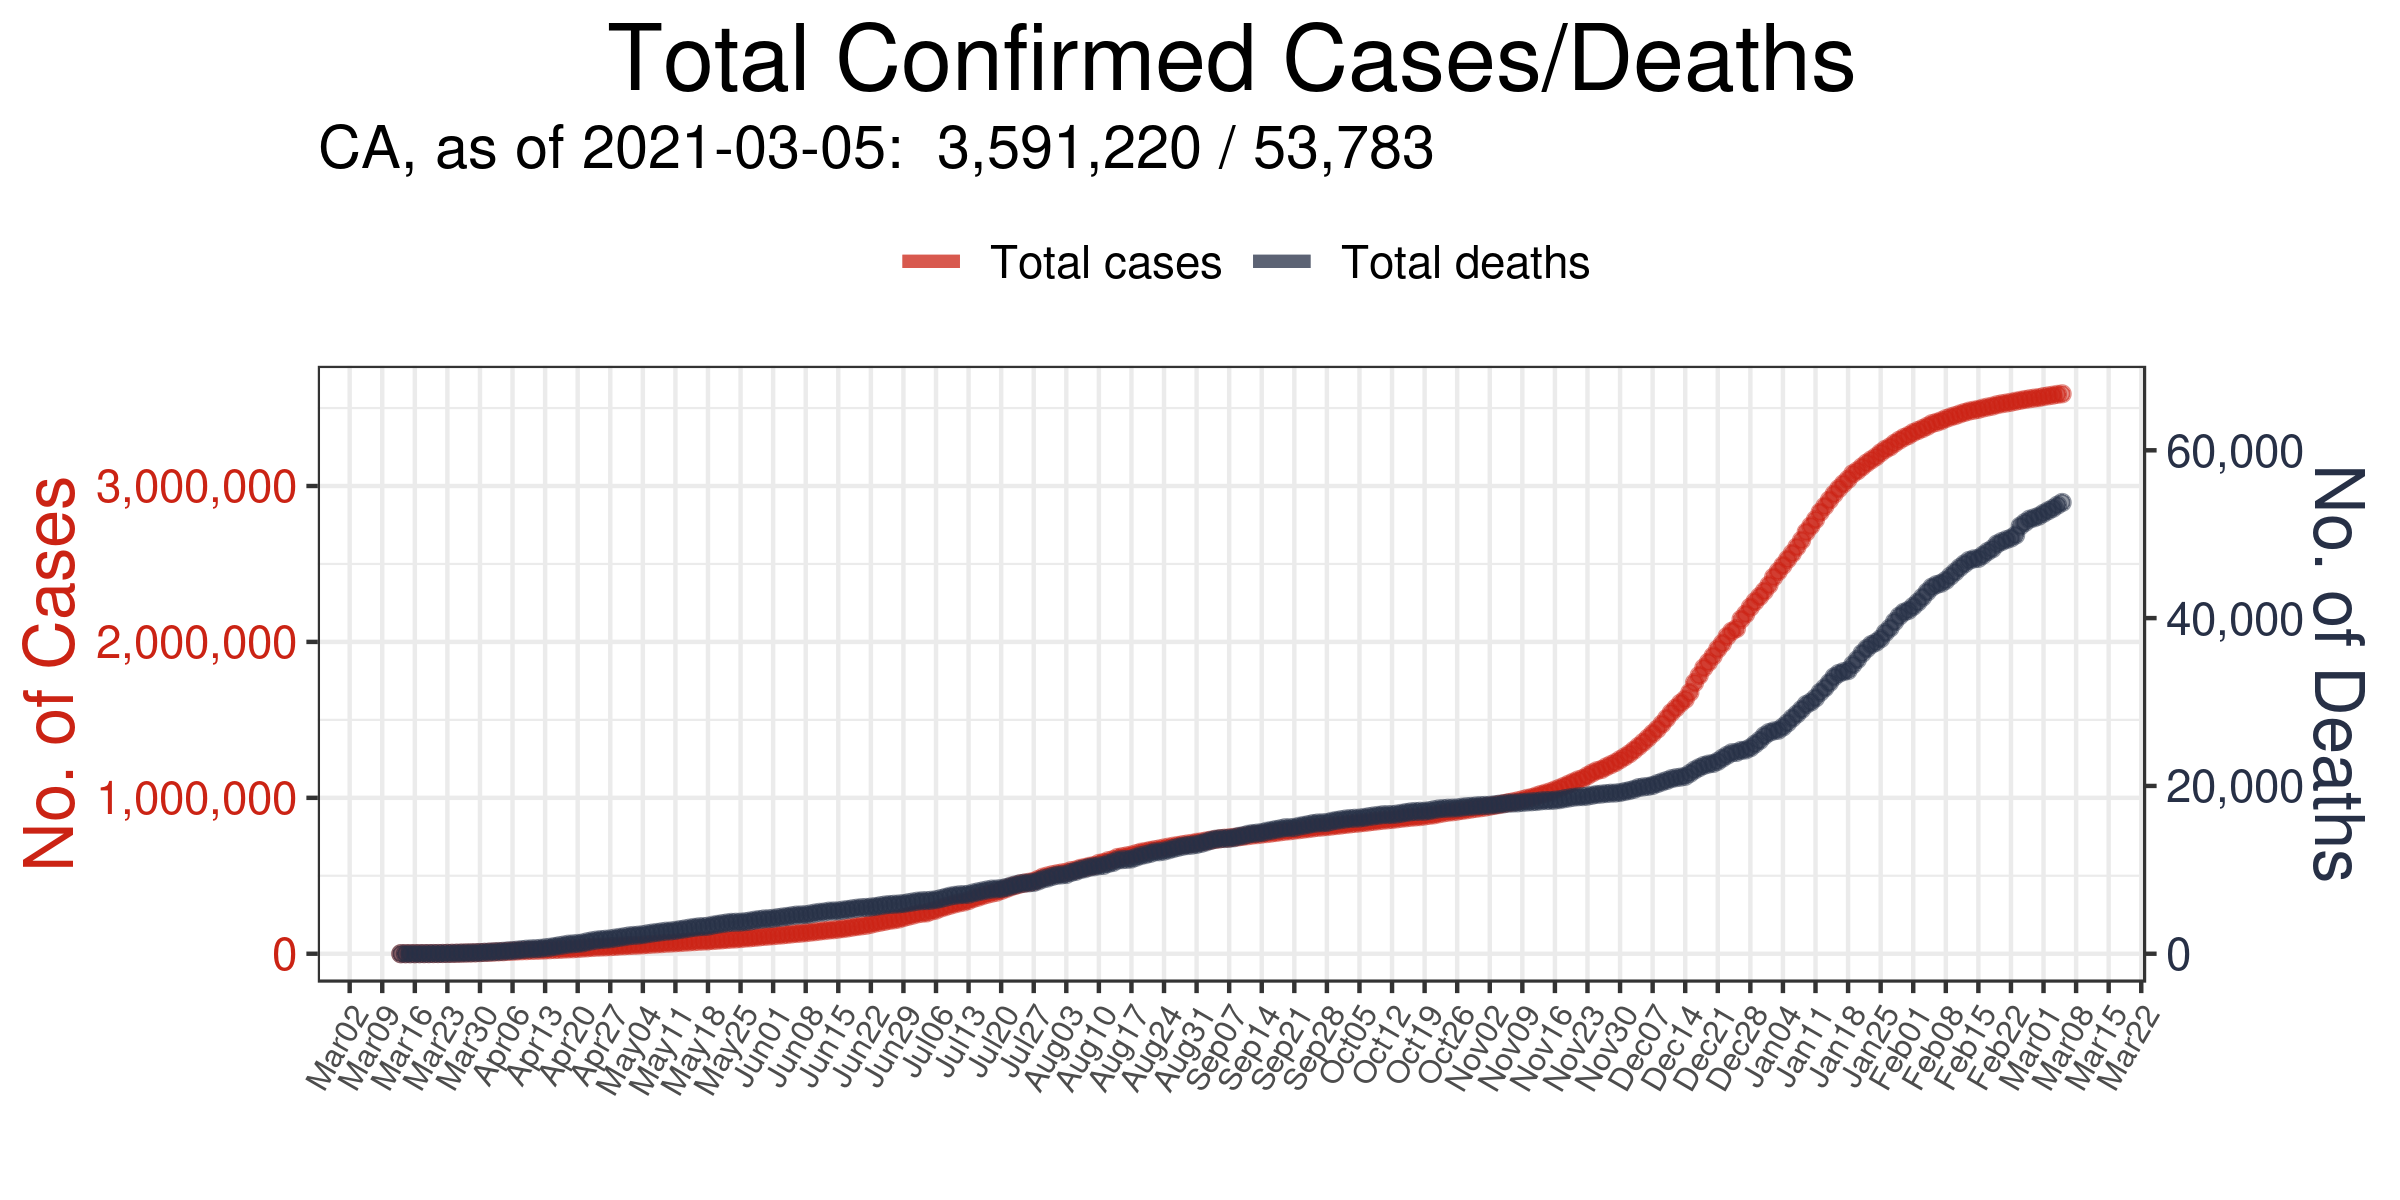 Total Confirmed Cases/Deaths
CA, as of 2021-03-05:  3,591,220 / 53,783
Total cases
Total deaths
No. of Cases
3,000,000
2,000,000
1,000,000
0
60,000
40,000
20,000
0
No. of Deaths
Mar02
Mar09
Mar16
Mar23
Mar30
Apr06
Apr13
Apr20
Apr27
May04
May11
May18
May25
Jun01
Jun08
Jun15
Jun22
Jun29
Jul06
Jul13
Jul20
Jul27
Aug03
Aug10
Aug17
Aug24
Aug31
Sep07
Sep14
Sep21
Sep28
Oct05
Oct12
Oct19
Oct26
Nov02
Nov09
Nov16
Nov23
Nov30
Dec07
Dec14
Dec21
Dec28
Jan04
Jan11
Jan18
Jan25
Feb01
Feb08
Feb15
Feb22
Mar01
Mar08
Mar15
Mar22